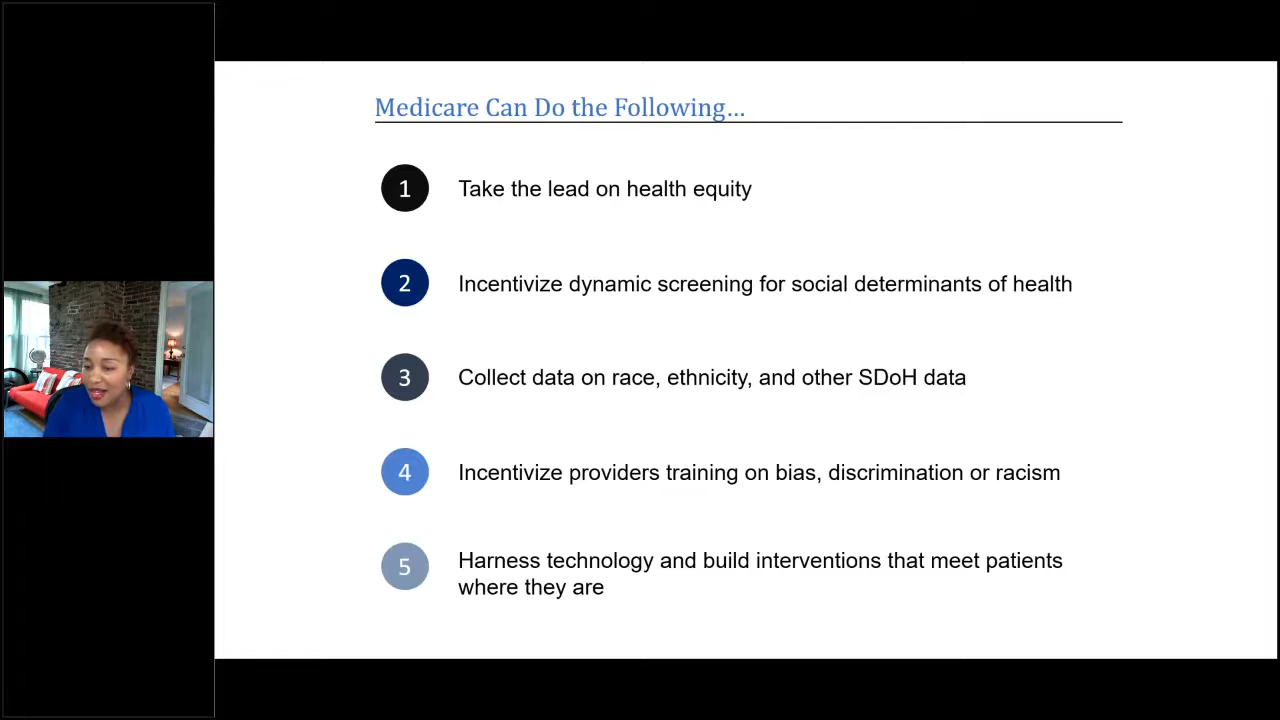 Medicare Can Do the Following...
1 Take the lead on health equity
2 Incentivize dynamic screening for social determinants of health
3 Collect data on race, ethnicity, and other SDoH data
4 Incentivize providers training on bias, discrimination or racism
5 Harness technology and build interventions that meet patients
where they are